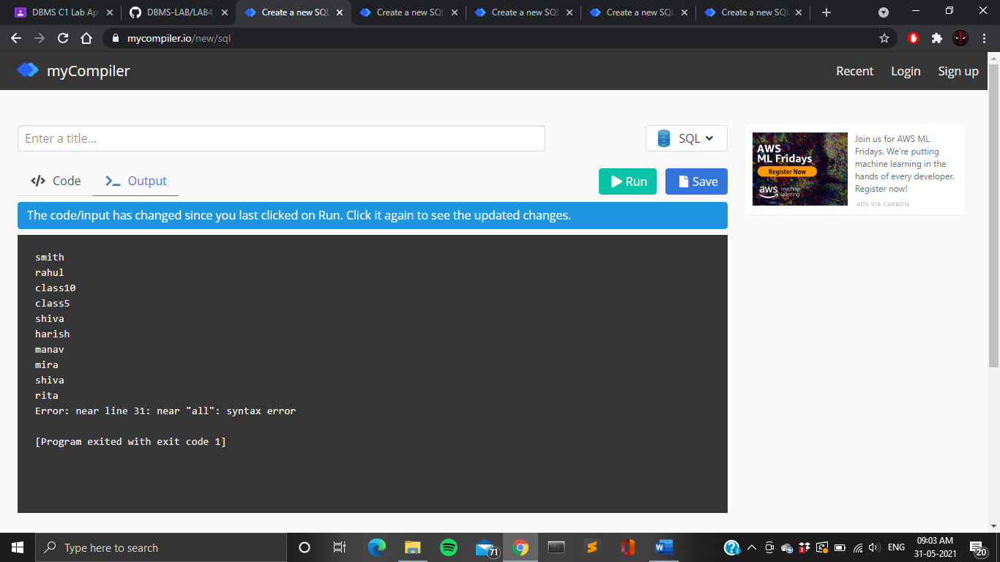 DBMS C1 Lab Ap
DBMS-LAB/LAB4
Create a new SQL
Create a new SQL
Create a new SQL
Create a new SQL
Create a new SQL
mycompiler.io/new/sql
myCompiler
Recent
Login
Sign up
Enter a title...
SQL
Code
Output
Run
Save
The code/input has changed since you last clicked on Run. Click it again to see the updated changes.
smith
rahul
class10
class5
shiva
harish
manav
mira
shiva
rita
Error: near line 31: near "all": syntax error
[Program exited with exit code 1]
AWS
ML Fridays
Register Now
aws machine learning
Join us for AWS ML
Fridays. We're putting
machine learning in the
hands of every developer.
Register now!
ADS VIA CARBON
Type here to search
71
3
ENG
09:03 AM
31-05-2021
20